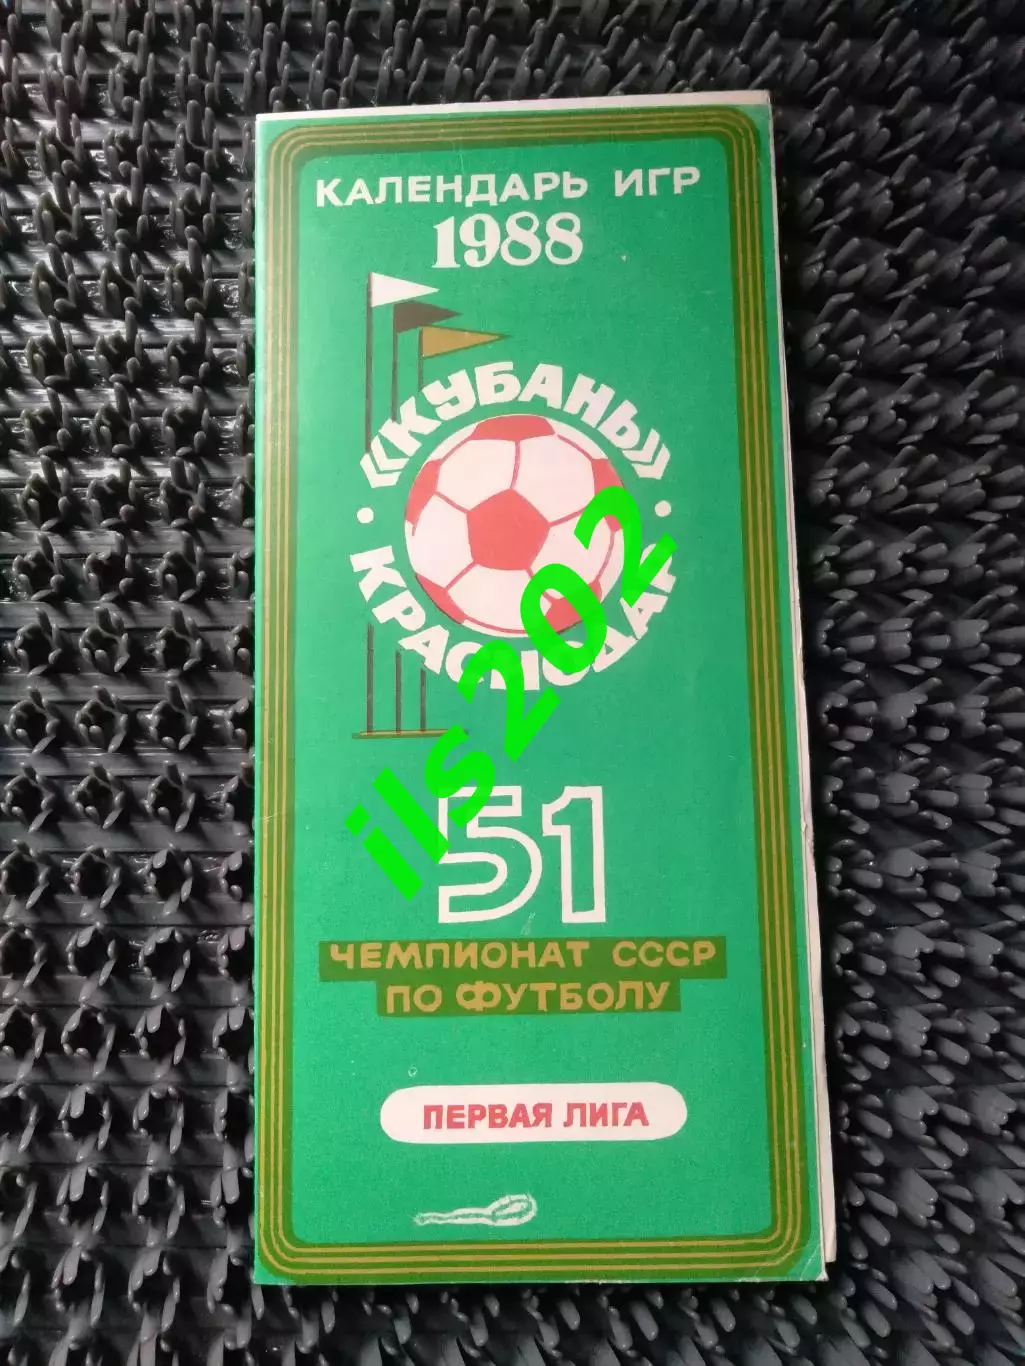 КАЛЕНДАРЬ ИГР
1988
«КУБАНЬ»
• КРАСНОДАР •
ils202
51
ЧЕМПИОНАТ СССР
ПО ФУТБОЛУ
ПЕРВАЯ ЛИГА